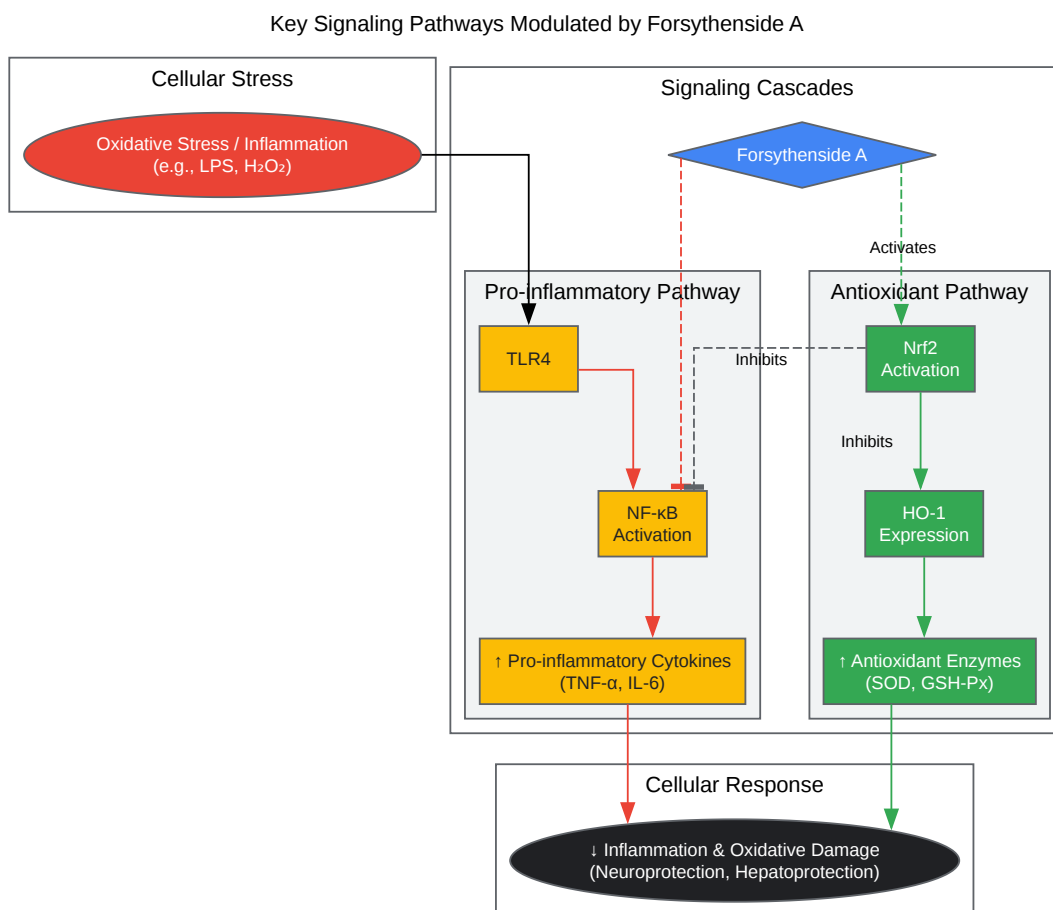 Key Signaling Pathways Modulated by Forsythenside A
Cellular Stress
Oxidative Stress / Inflammation
(e.g., LPS, H₂O₂)
Signaling Cascades
Forsythenside A
Activates
Pro-inflammatory Pathway
Antioxidant Pathway
TLR4
Inhibits
Nrf2
Activation
Inhibits
NF-κB
Activation
HO-1
Expression
↑ Pro-inflammatory Cytokines
(TNF-α, IL-6)
↑ Antioxidant Enzymes
(SOD, GSH-Px)
Cellular Response
↓ Inflammation & Oxidative Damage
(Neuroprotection, Hepatoprotection)